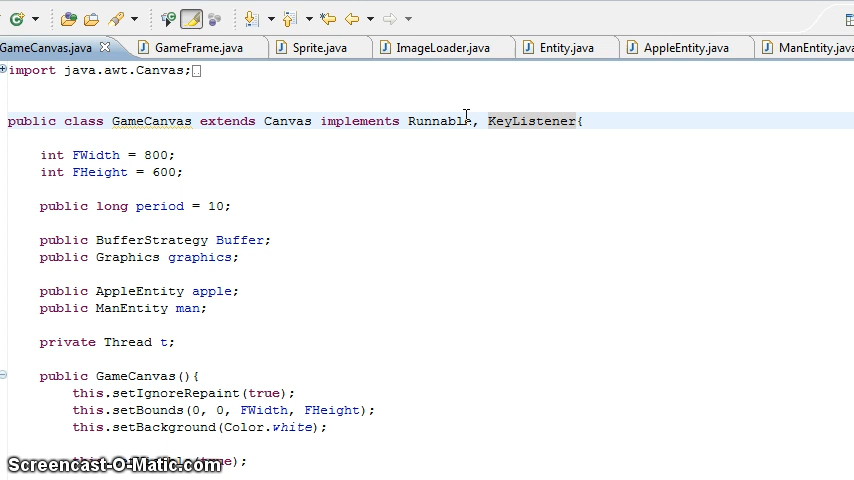 GameCanvas.java GameFrame.java Sprite.java ImageLoader.java Entity.java AppleEntity.java ManEntity.java
import java.awt.Canvas;
public class GameCanvas extends Canvas implements Runnable, KeyListener{
int FWidth = 800;
int FHeight = 600;
public long period = 10;
public BufferStrategy Buffer;
public Graphics graphics;
public AppleEntity apple;
public ManEntity man;
private Thread t;
public GameCanvas(){
this.setIgnoreRepaint(true);
this.setBounds(0, 0, FWidth, FHeight);
this.setBackground(Color.white);
Screencast-O-Matic.com